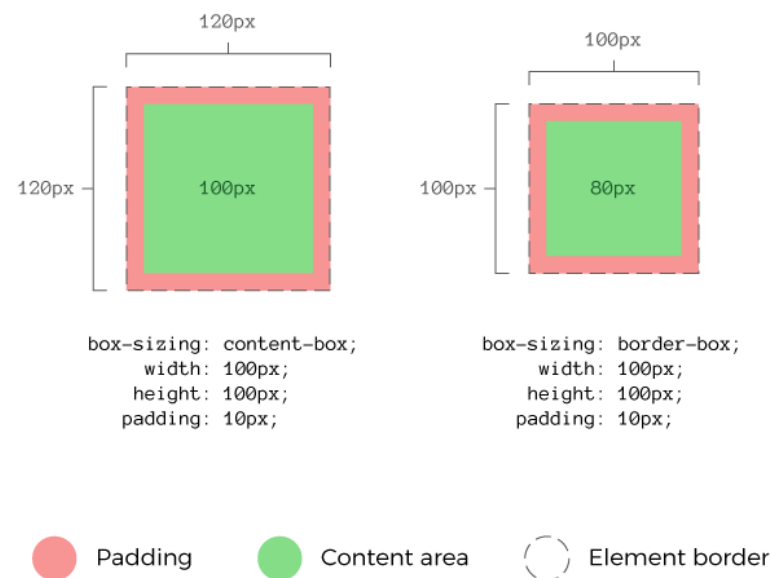 120px
120px
100px
box-sizing: content-box;
width: 100px;
height: 100px;
padding: 10px;
100px
100px
80px
box-sizing: border-box;
width: 100px;
height: 100px;
padding: 10px;
Padding
Content area
Element border